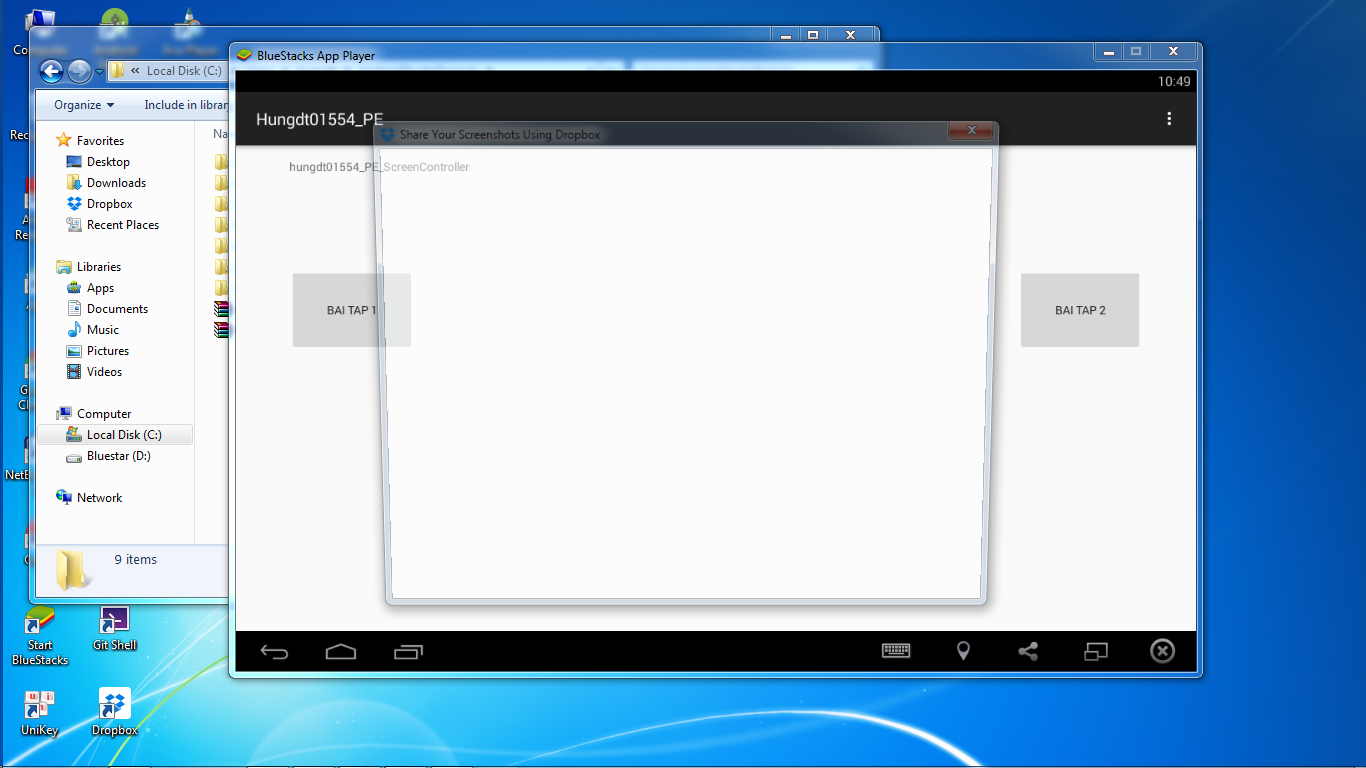 BlueStacks App Player
« Local Disk (C:)
Organize
Include in librar
Na
Favorites
Desktop
Downloads
Dropbox
Recent Places
Libraries
Apps
Documents
Music
Pictures
Videos
Computer
Local Disk (C:)
Bluestar (D:)
Network
9 items
10:49
Hungdt01554_PE
Share Your Screenshots Using Dropbox
hungdt01554_PE_ScreenController
BAI TAP 1
BAI TAP 2
Start
BlueStacks
Git Shell
UniKey
Dropbox